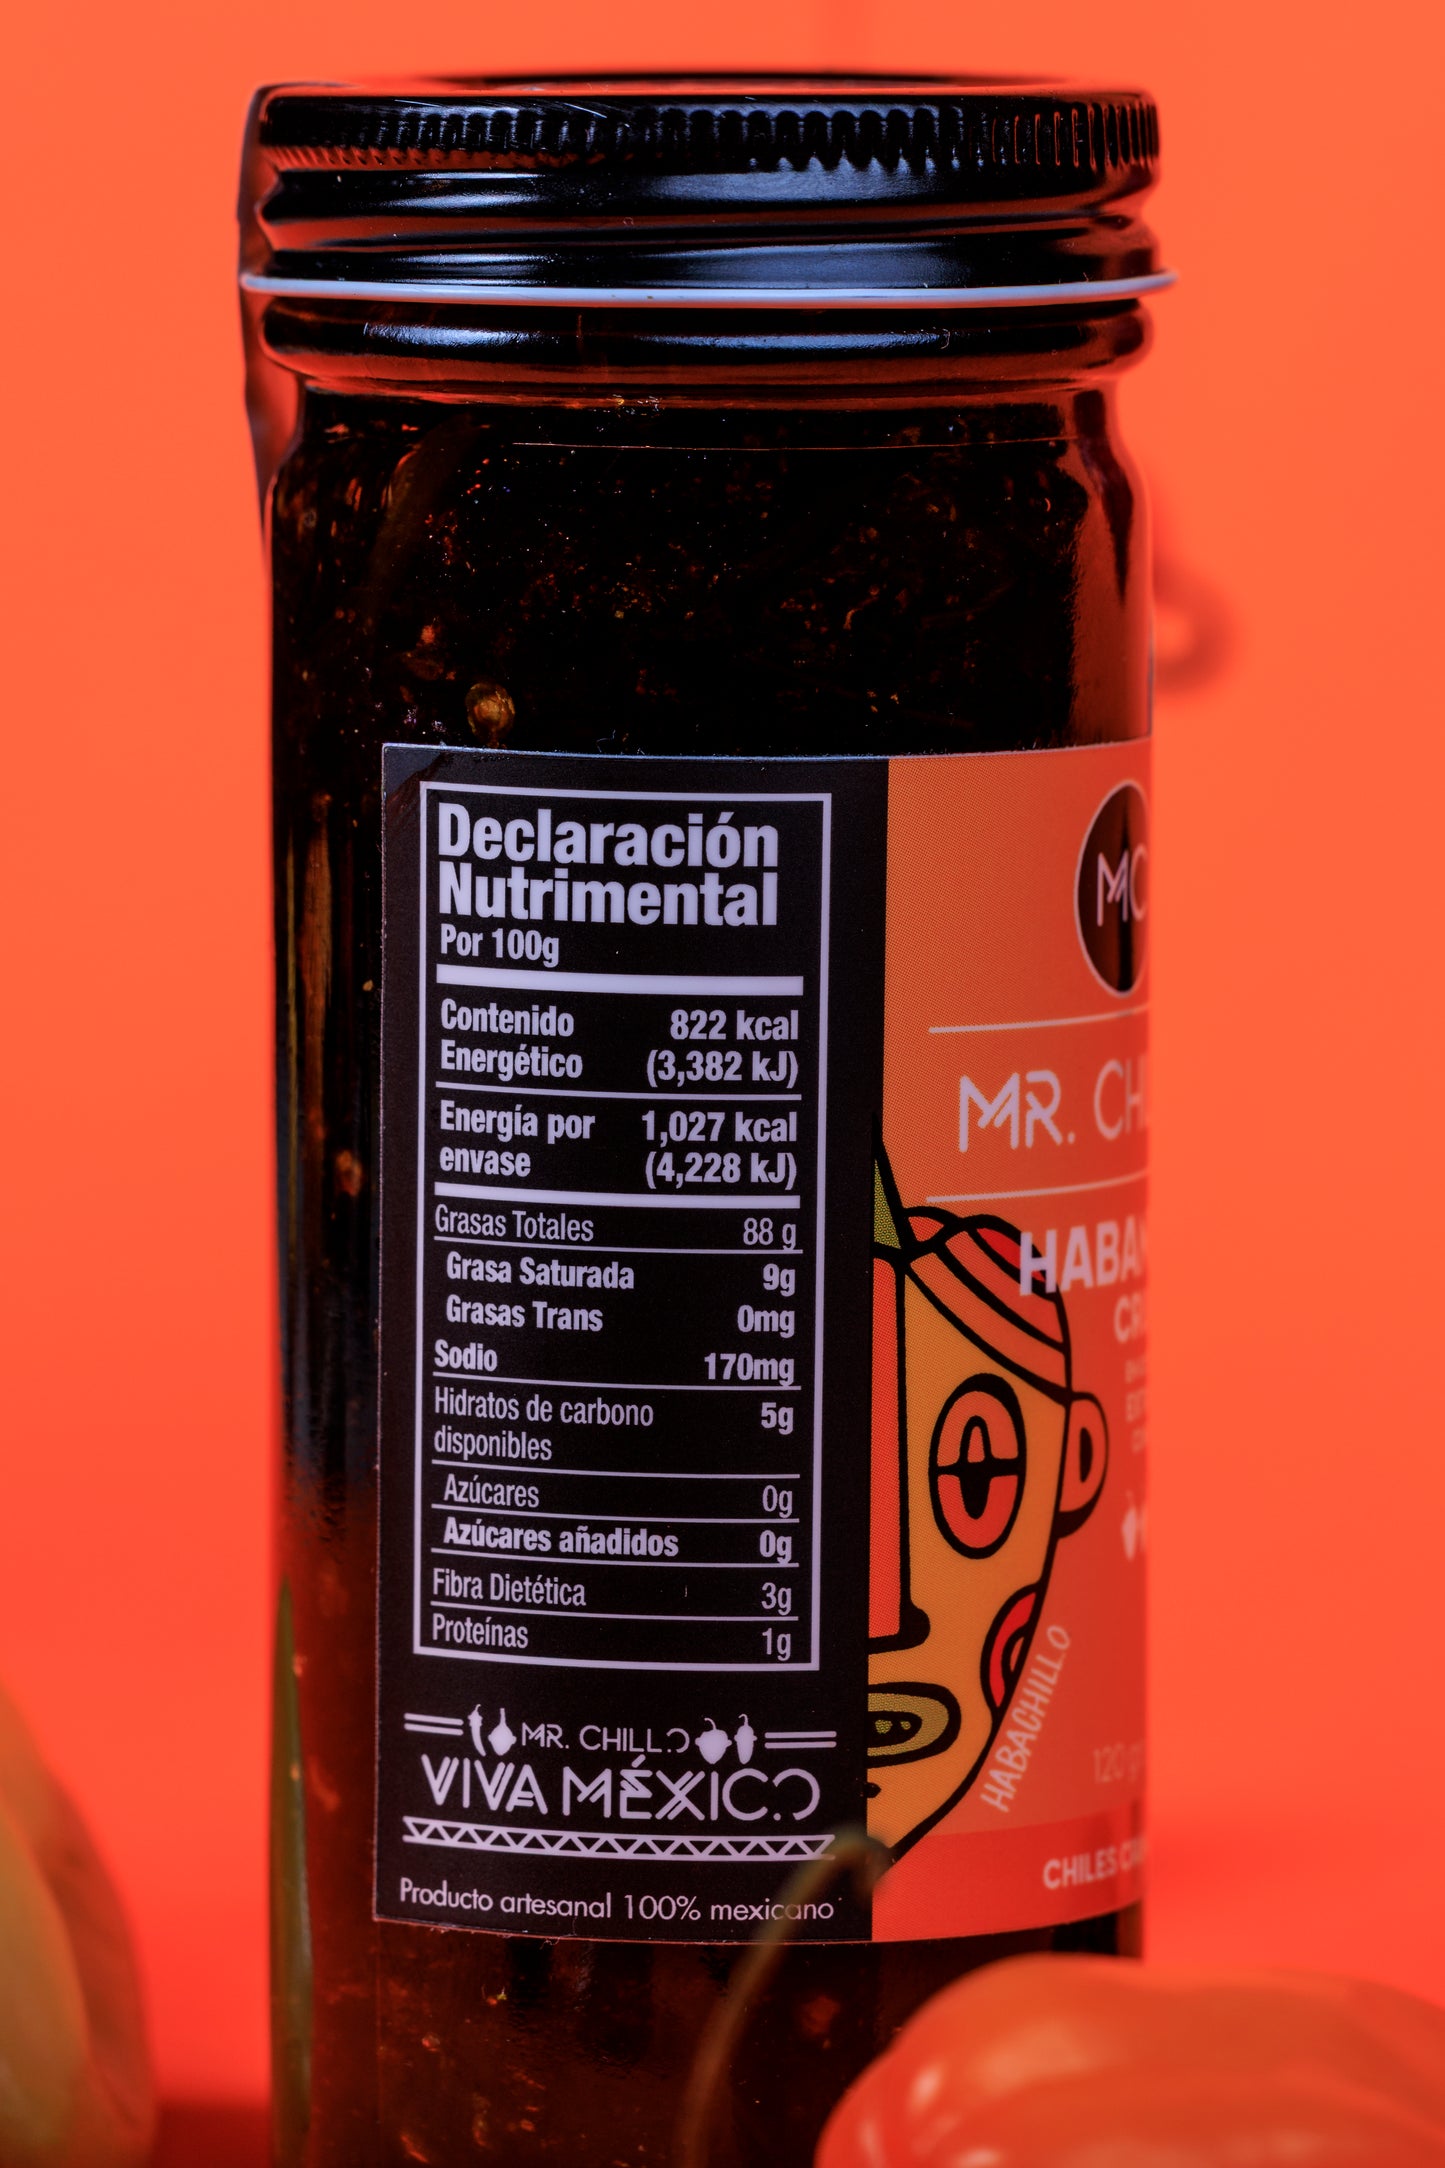 Declaración
Nutrimental
Por 100g
Contenido 822 kcal
Energético (3,382 kJ)
Energía por 1,027 kcal
envase (4,228 kJ)
Grasas Totales 88 g
Grasa Saturada 9g
Grasas Trans 0mg
Sodio 170mg
Hidratos de carbono 5g
disponibles
Azúcares 0g
Azúcares añadidos 0g
Fibra Dietética 3g
Proteínas 1g
MR. CHILLO
VIVA MÉXICO
Producto artesanal 100% mexicano
MC
MR. CHI
HABAN
CR
HABACHILLO
120 g
CHILES C